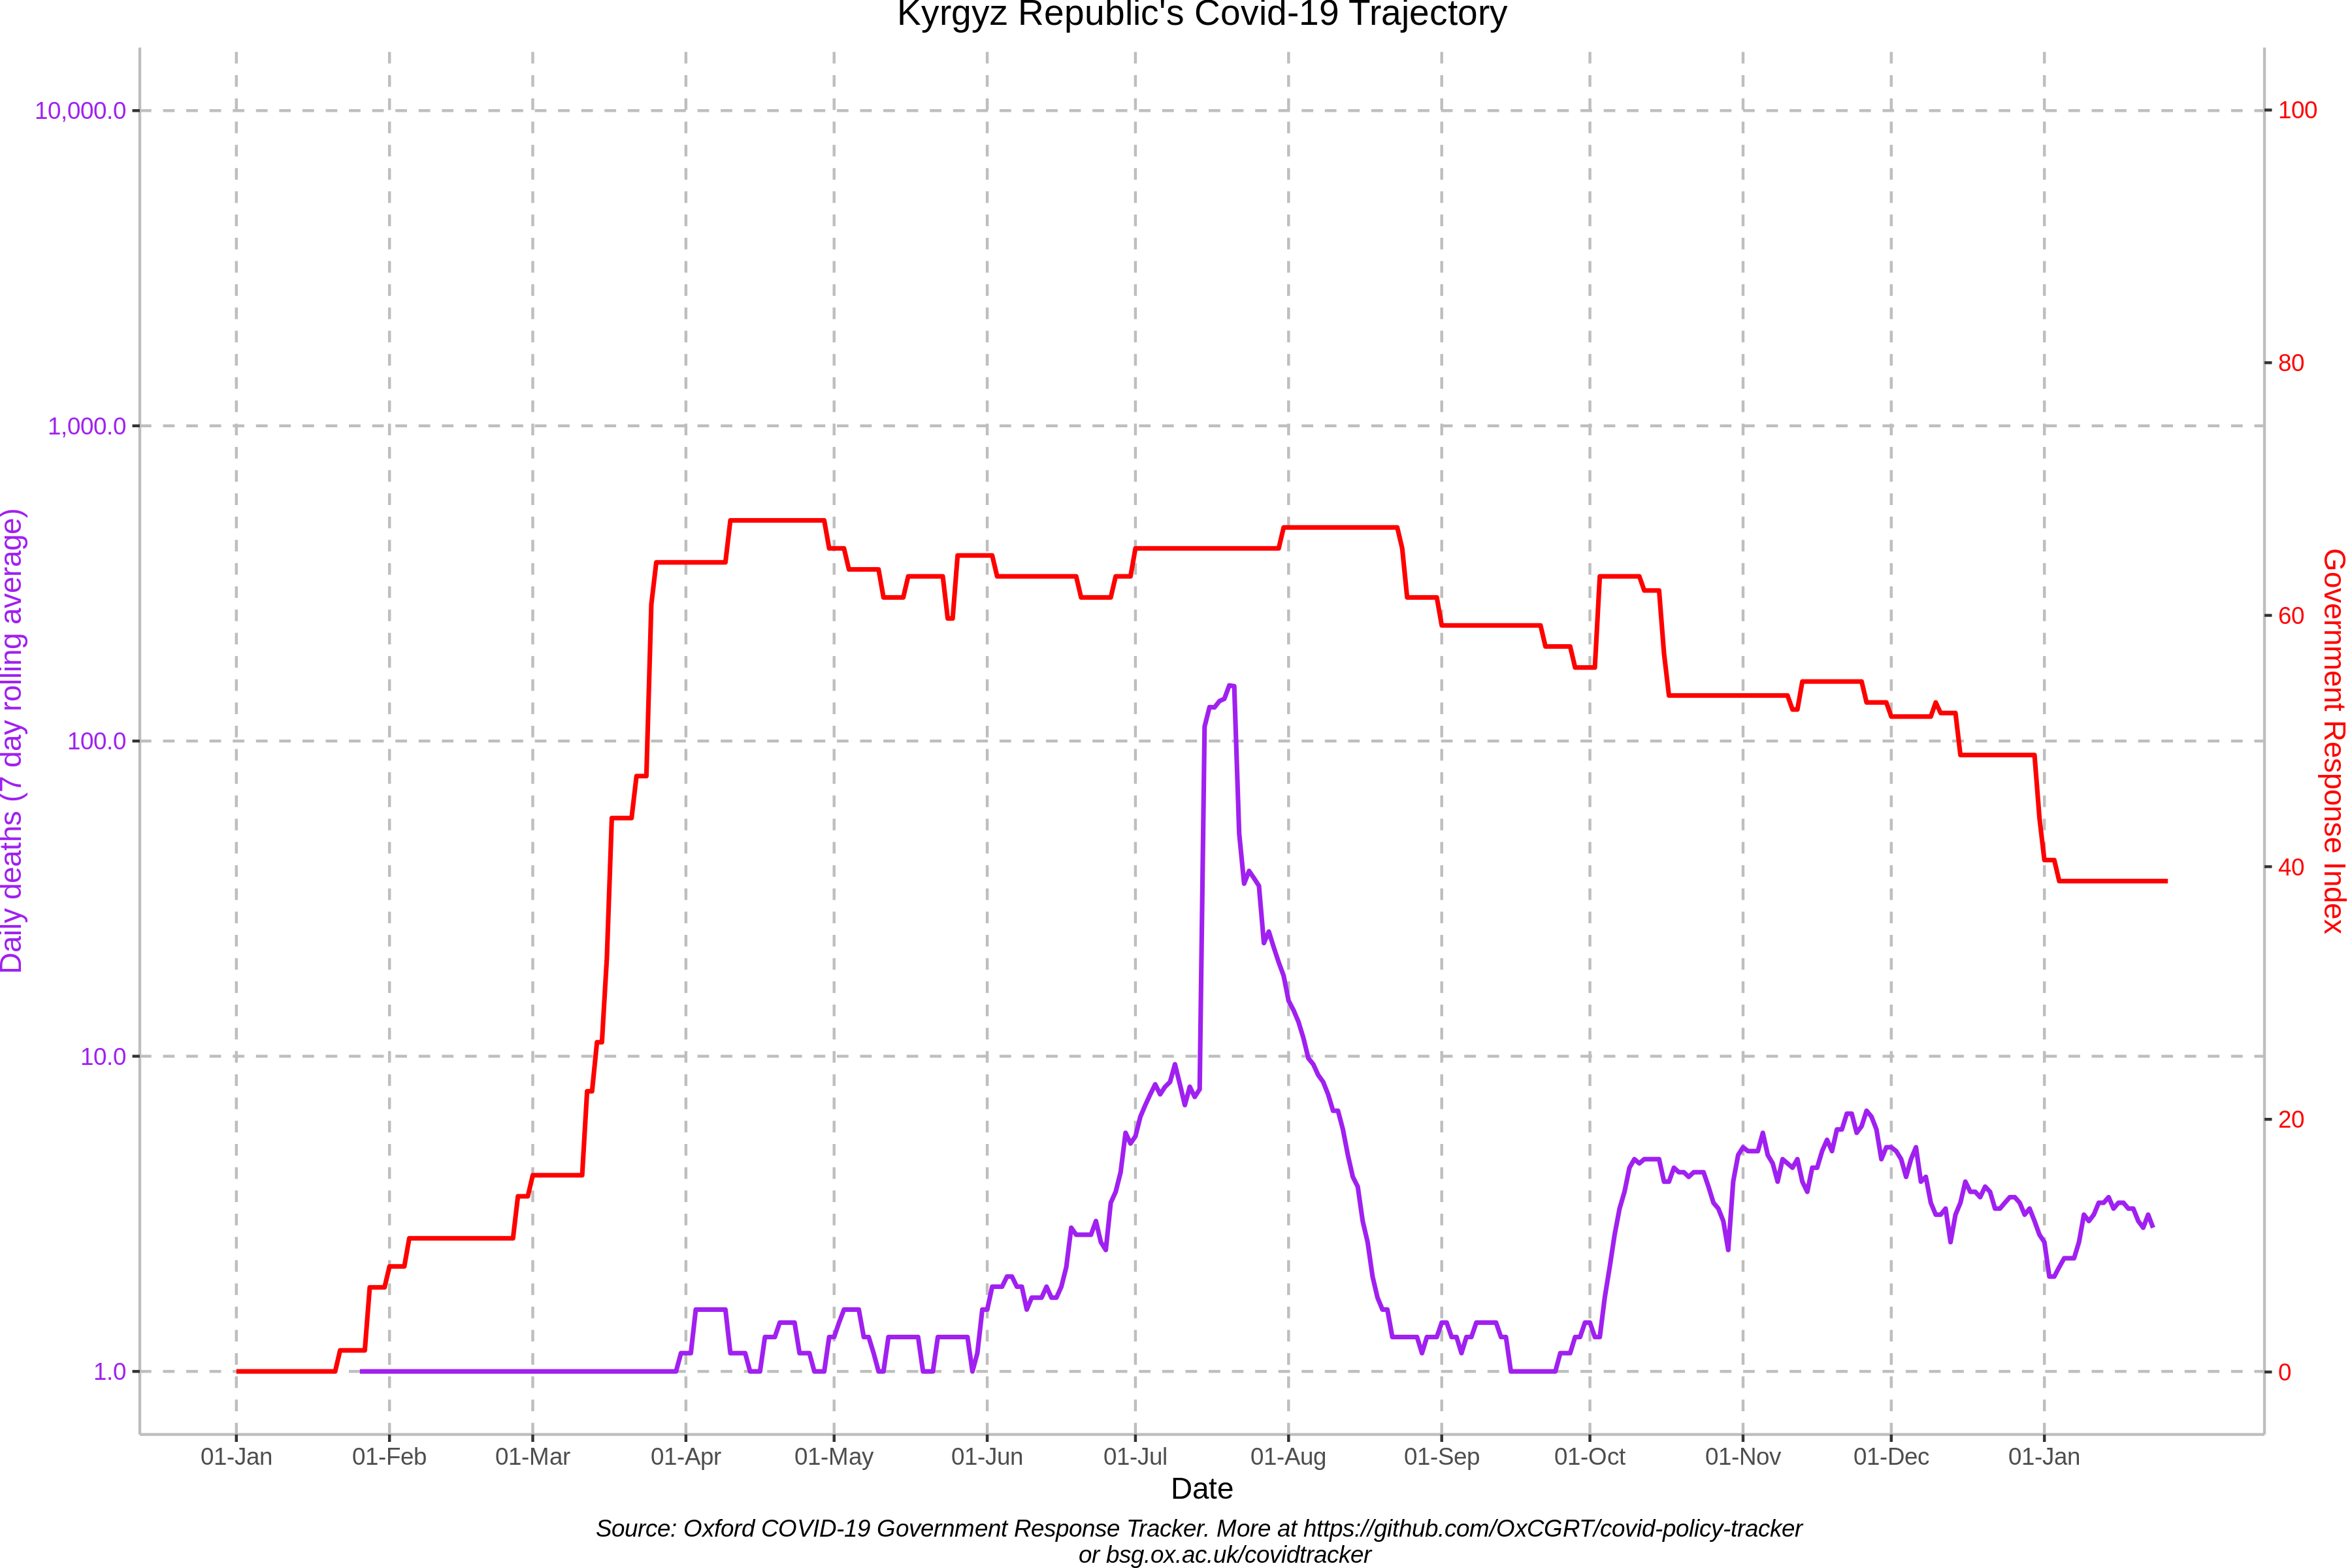 Kyrgyz Republic's Covid-19 Trajectory
10,000.0
1,000.0
100.0
10.0
1.0
Daily deaths (7 day rolling average)
100
80
60
40
20
0
Government Response Index
01-Jan 01-Feb 01-Mar 01-Apr 01-May 01-Jun 01-Jul 01-Aug 01-Sep 01-Oct 01-Nov 01-Dec 01-Jan
Date
Source: Oxford COVID-19 Government Response Tracker. More at https://github.com/OxCGRT/covid-policy-tracker
or bsg.ox.ac.uk/covidtracker